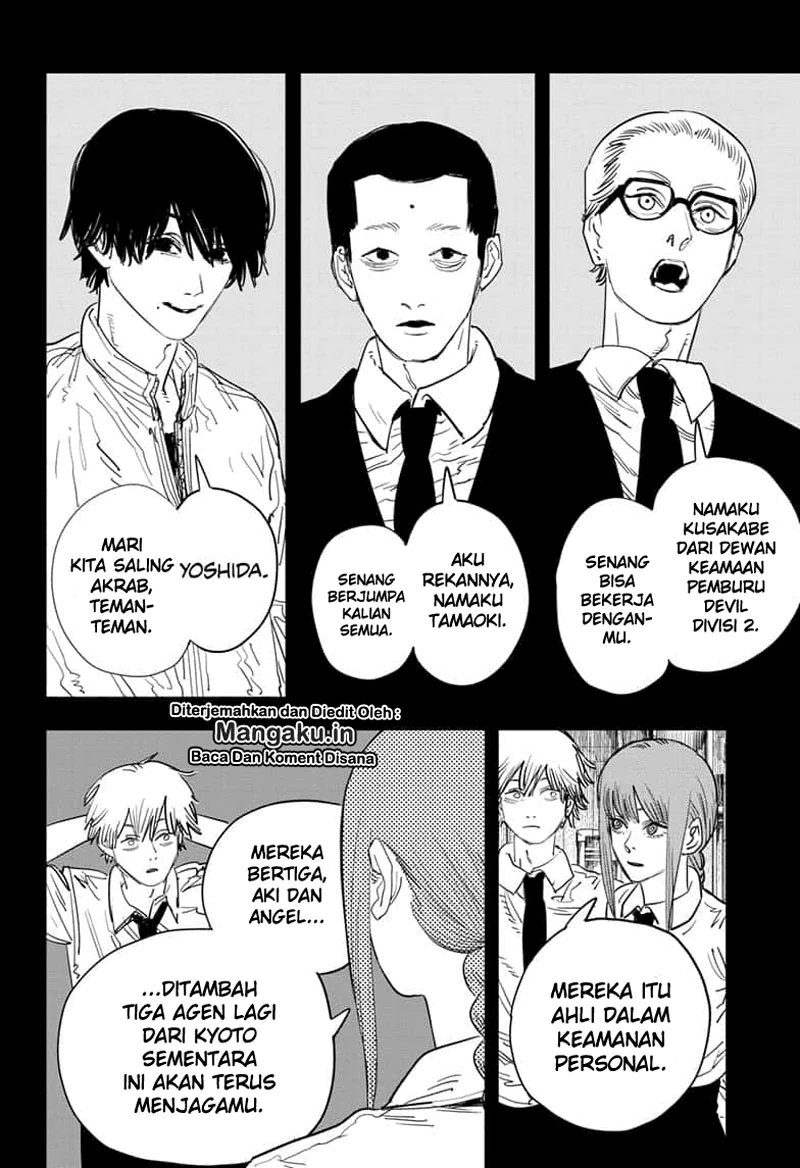 NAMAKU
KUSAKABE
DARI DEWAN
KEAMAAN
PEMBURU
DEVIL
DIVISI 2.
SENANG
BISA
BEKERJA
DENGAN-
MU.
AKU
REKANNYA,
NAMAKU
TAMAOKI.
SENANG
BERJUMPA
KALIAN
SEMUA.
YOSHIDA.
MARI
KITA SALING
AKRAB,
TEMAN-
TEMAN.
Diterjemahkan dan Diedit Oleh :
Mangaku.in
Baca Dan Koment Disana
MEREKA ITU
AHLI DALAM
KEAMANAN
PERSONAL.
MEREKA
BERTIGA,
AKI DAN
ANGEL...
...DITAMBAH
TIGA AGEN LAGI
DARI KYOTO
SEMENTARA
INI AKAN TERUS
MENJAGAMU.